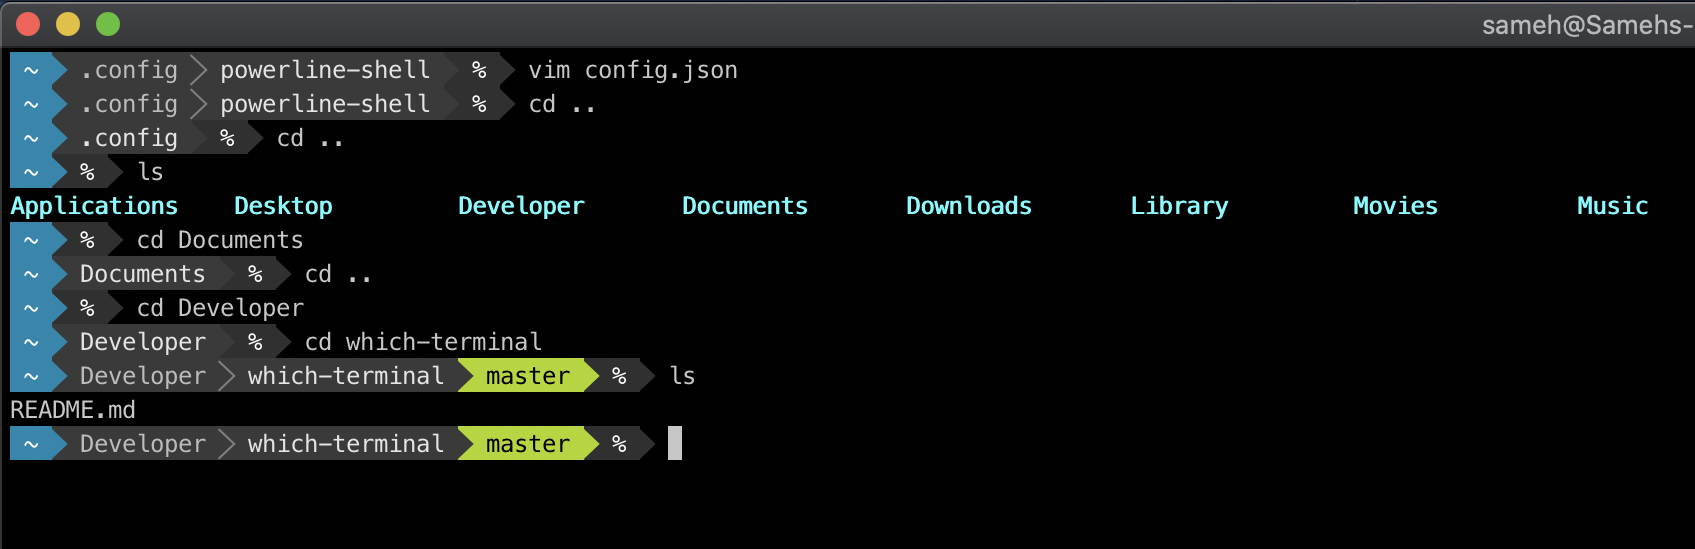 sameh@Samehs-
~ .config powerline-shell % vim config.json
~ .config powerline-shell % cd ..
~ .config % cd ..
~ % ls
Applications Desktop Developer Documents Downloads Library Movies Music
~ % cd Documents
~ Documents % cd ..
~ % cd Developer
~ Developer % cd which-terminal
~ Developer which-terminal master % ls
README.md
~ Developer which-terminal master %